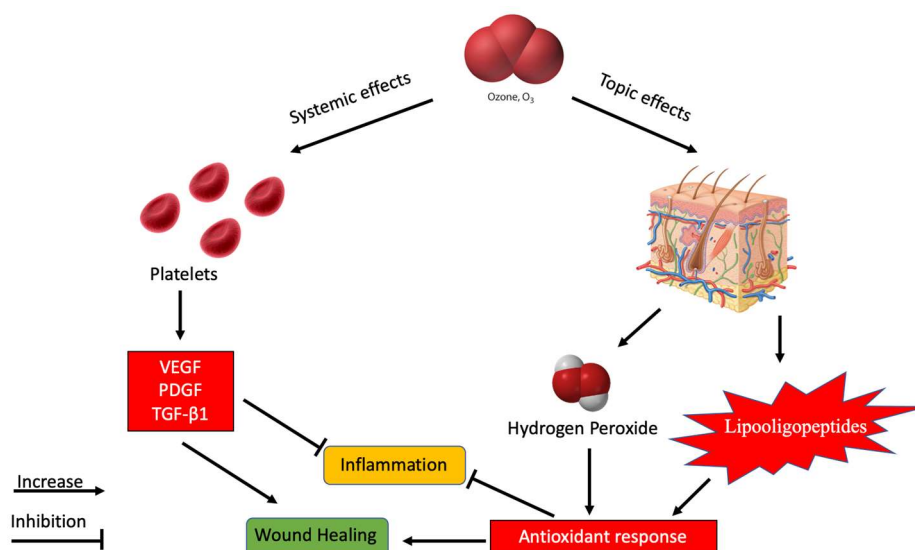 Ozone, O₃
Systemic effects
Topic effects
Platelets
VEGF
PDGF
TGF-β1
Hydrogen Peroxide
Lipooligopeptides
Inflammation
Increase
Inhibition
Wound Healing
Antioxidant response